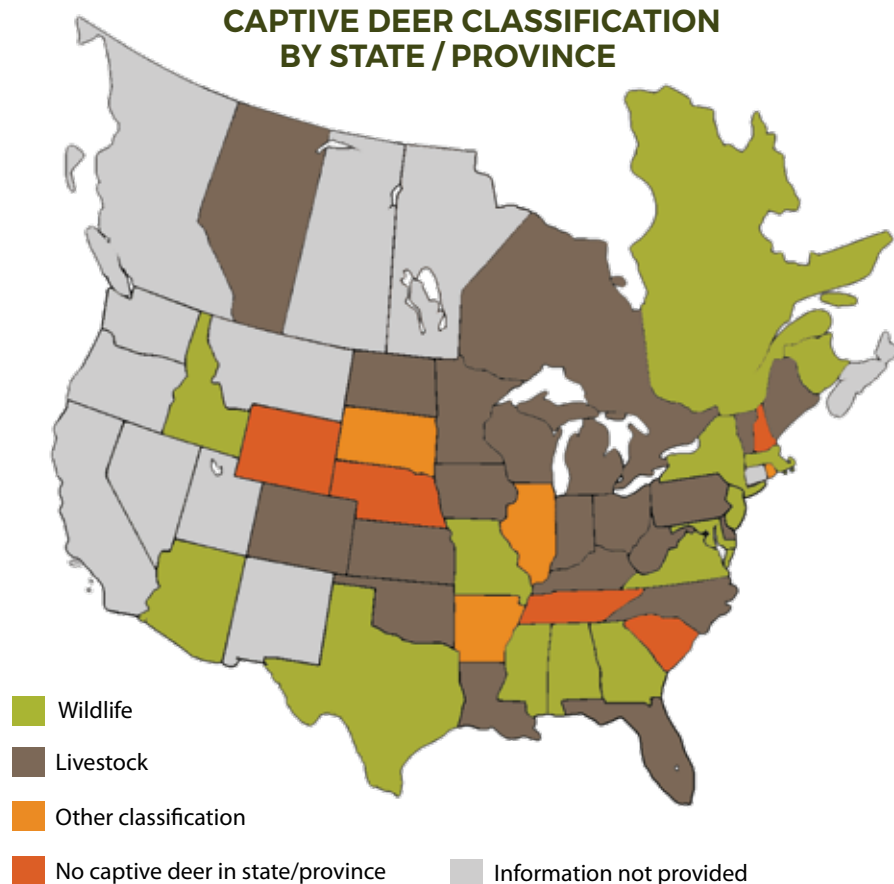 CAPTIVE DEER CLASSIFICATION
BY STATE / PROVINCE
Wildlife
Livestock
Other classification
No captive deer in state/province
Information not provided